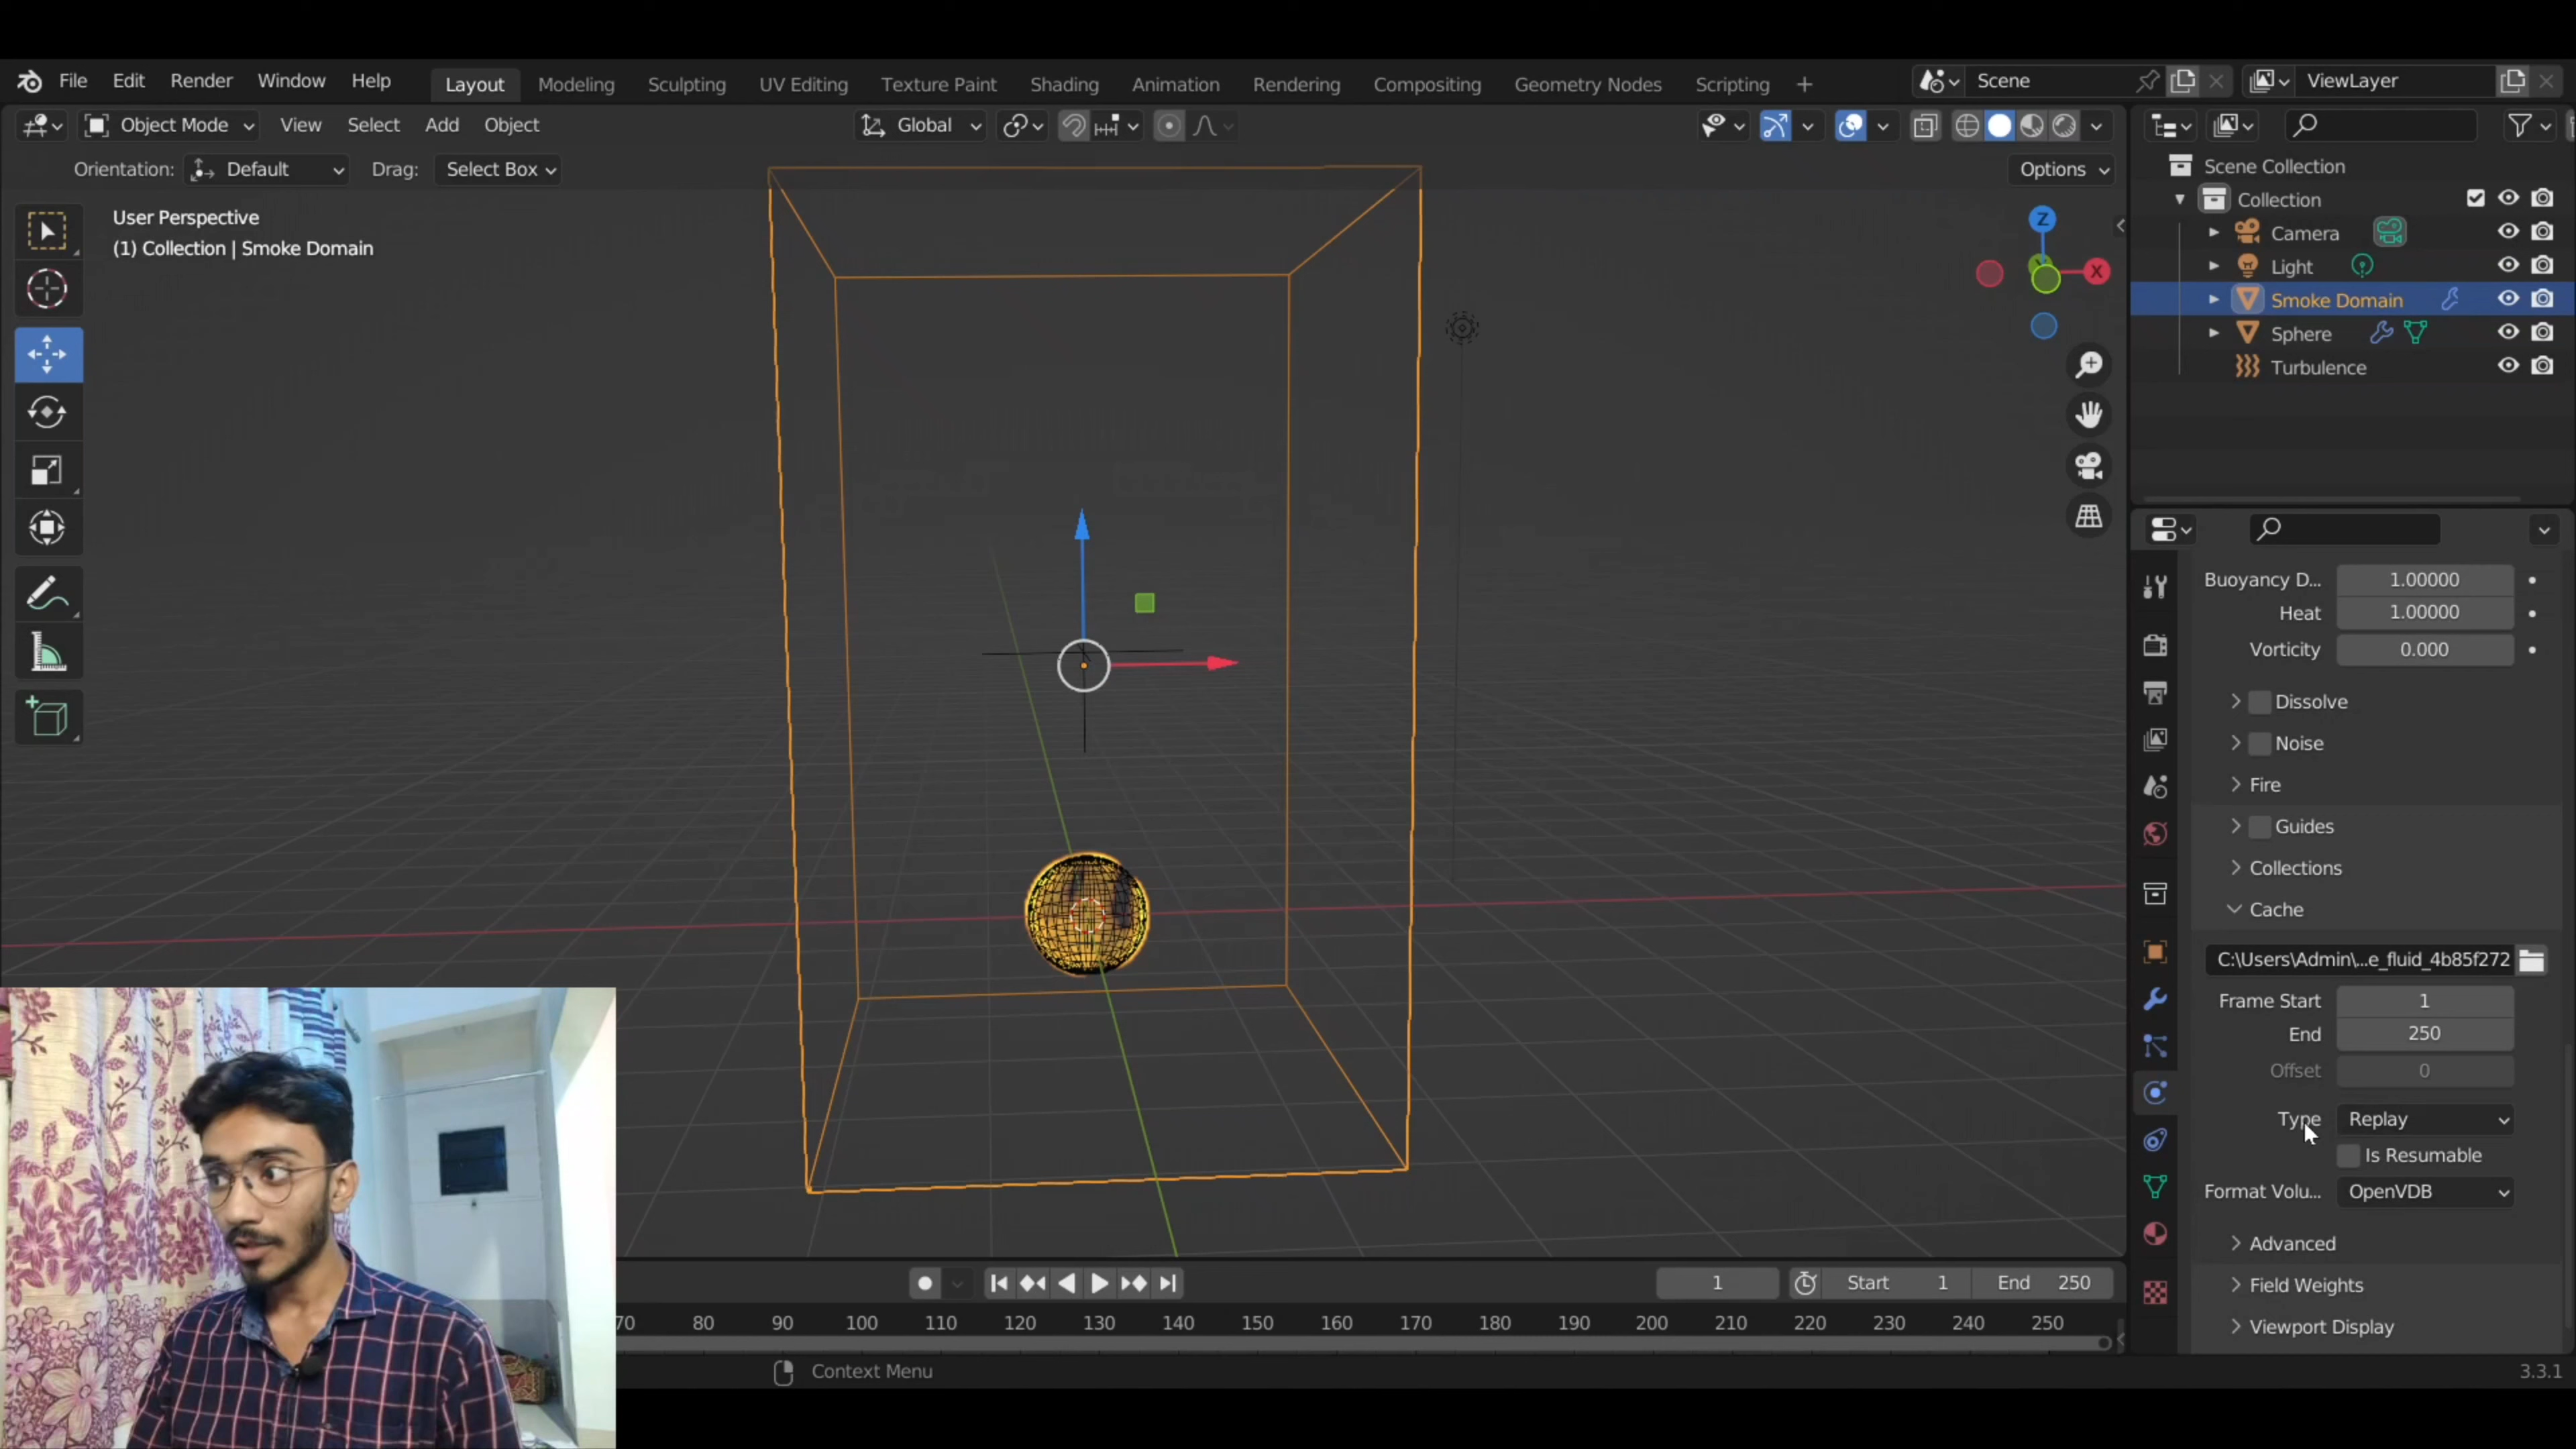 File Edit Render Window Help Layout Modeling Sculpting UV Editing Texture Paint Shading Animation Rendering Compositing Geometry Nodes Scripting + Scene ViewLayer
Object Mode View Select Add Object Global
Orientation: Default Drag: Select Box Options
User Perspective
(1) Collection | Smoke Domain
Z
X
Scene Collection
Collection
Camera
Light
Smoke Domain
Sphere
Turbulence
Buoyancy D... 1.00000
Heat 1.00000
Vorticity 0.000
Dissolve
Noise
Fire
Guides
Collections
Cache
C:\Users\Admin\...e_fluid_4b85f272
Frame Start 1
End 250
Offset 0
Type Replay
Is Resumable
Format Volu... OpenVDB
Advanced
Field Weights
Viewport Display
1 Start 1 End 250
70 80 90 100 110 120 130 140 150 160 170 180 190 200 210 220 230 240 250
Context Menu 3.3.1